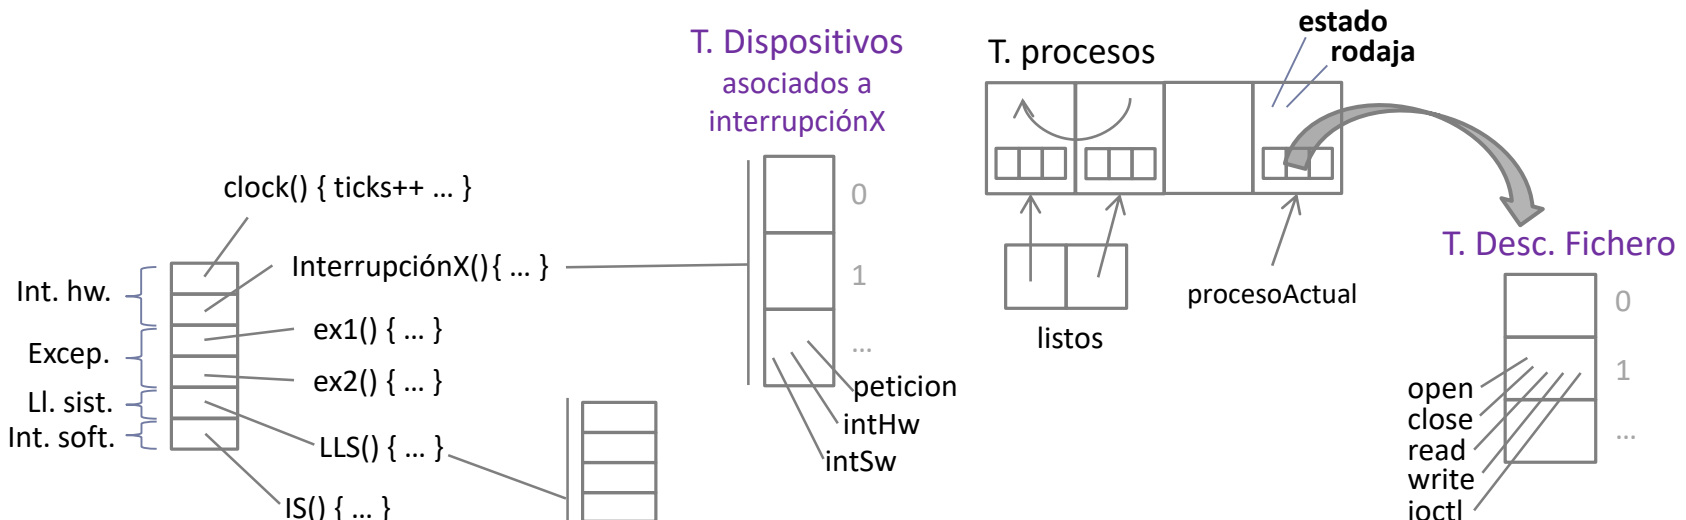 T. Dispositivos
asociados a
interrupciónX
0
1
...
peticion
intHw
intSw
T. procesos
estado
rodaja
listos
procesoActual
T. Desc. Fichero
0
1
...
open
close
read
write
ioctl
clock() { ticks++ ... }
InterrupciónX(){ ... }
ex1() { ... }
ex2() { ... }
LLS() { ... }
IS() { ... }
Int. hw.
Excep.
Ll. sist.
Int. soft.